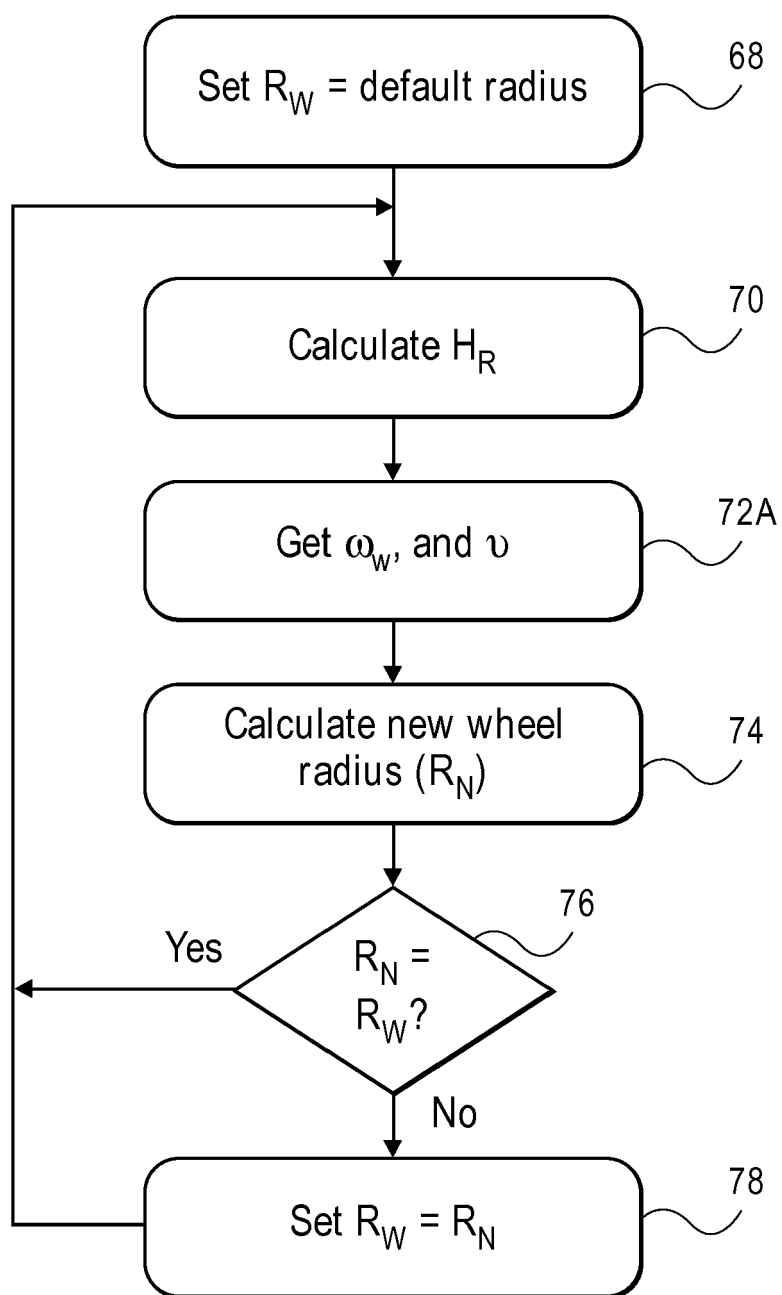 Set R_W = default radius
68
Calculate H_R
70
Get ω_w, and υ
72A
Calculate new wheel
radius (R_N)
74
76
R_N =
R_W?
Yes
No
Set R_W = R_N
78